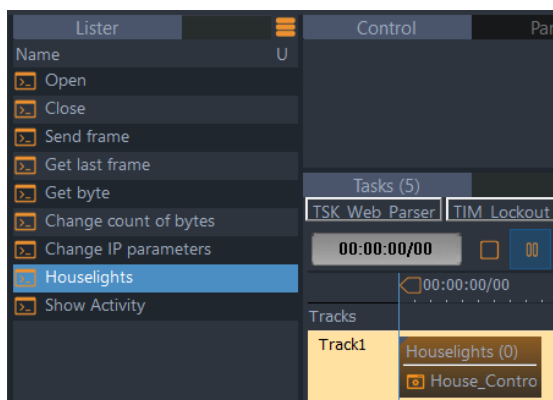 Lister
Name U
Open
Close
Send frame
Get last frame
Get byte
Change count of bytes
Change IP parameters
Houselights
Show Activity
Control Par
Tasks (5)
TSK_Web_Parser TIM_Lockout
00:00:00/00
00:00:00/00
Tracks
Track1
Houselights (0)
House_Contro